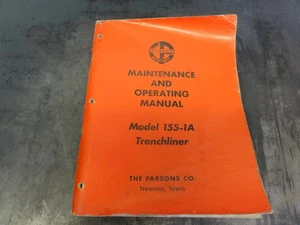 MAINTENANCE
AND
OPERATING
MANUAL
Model 155-1A
Trenchliner
THE PARSONS CO.
Newton, Iowa